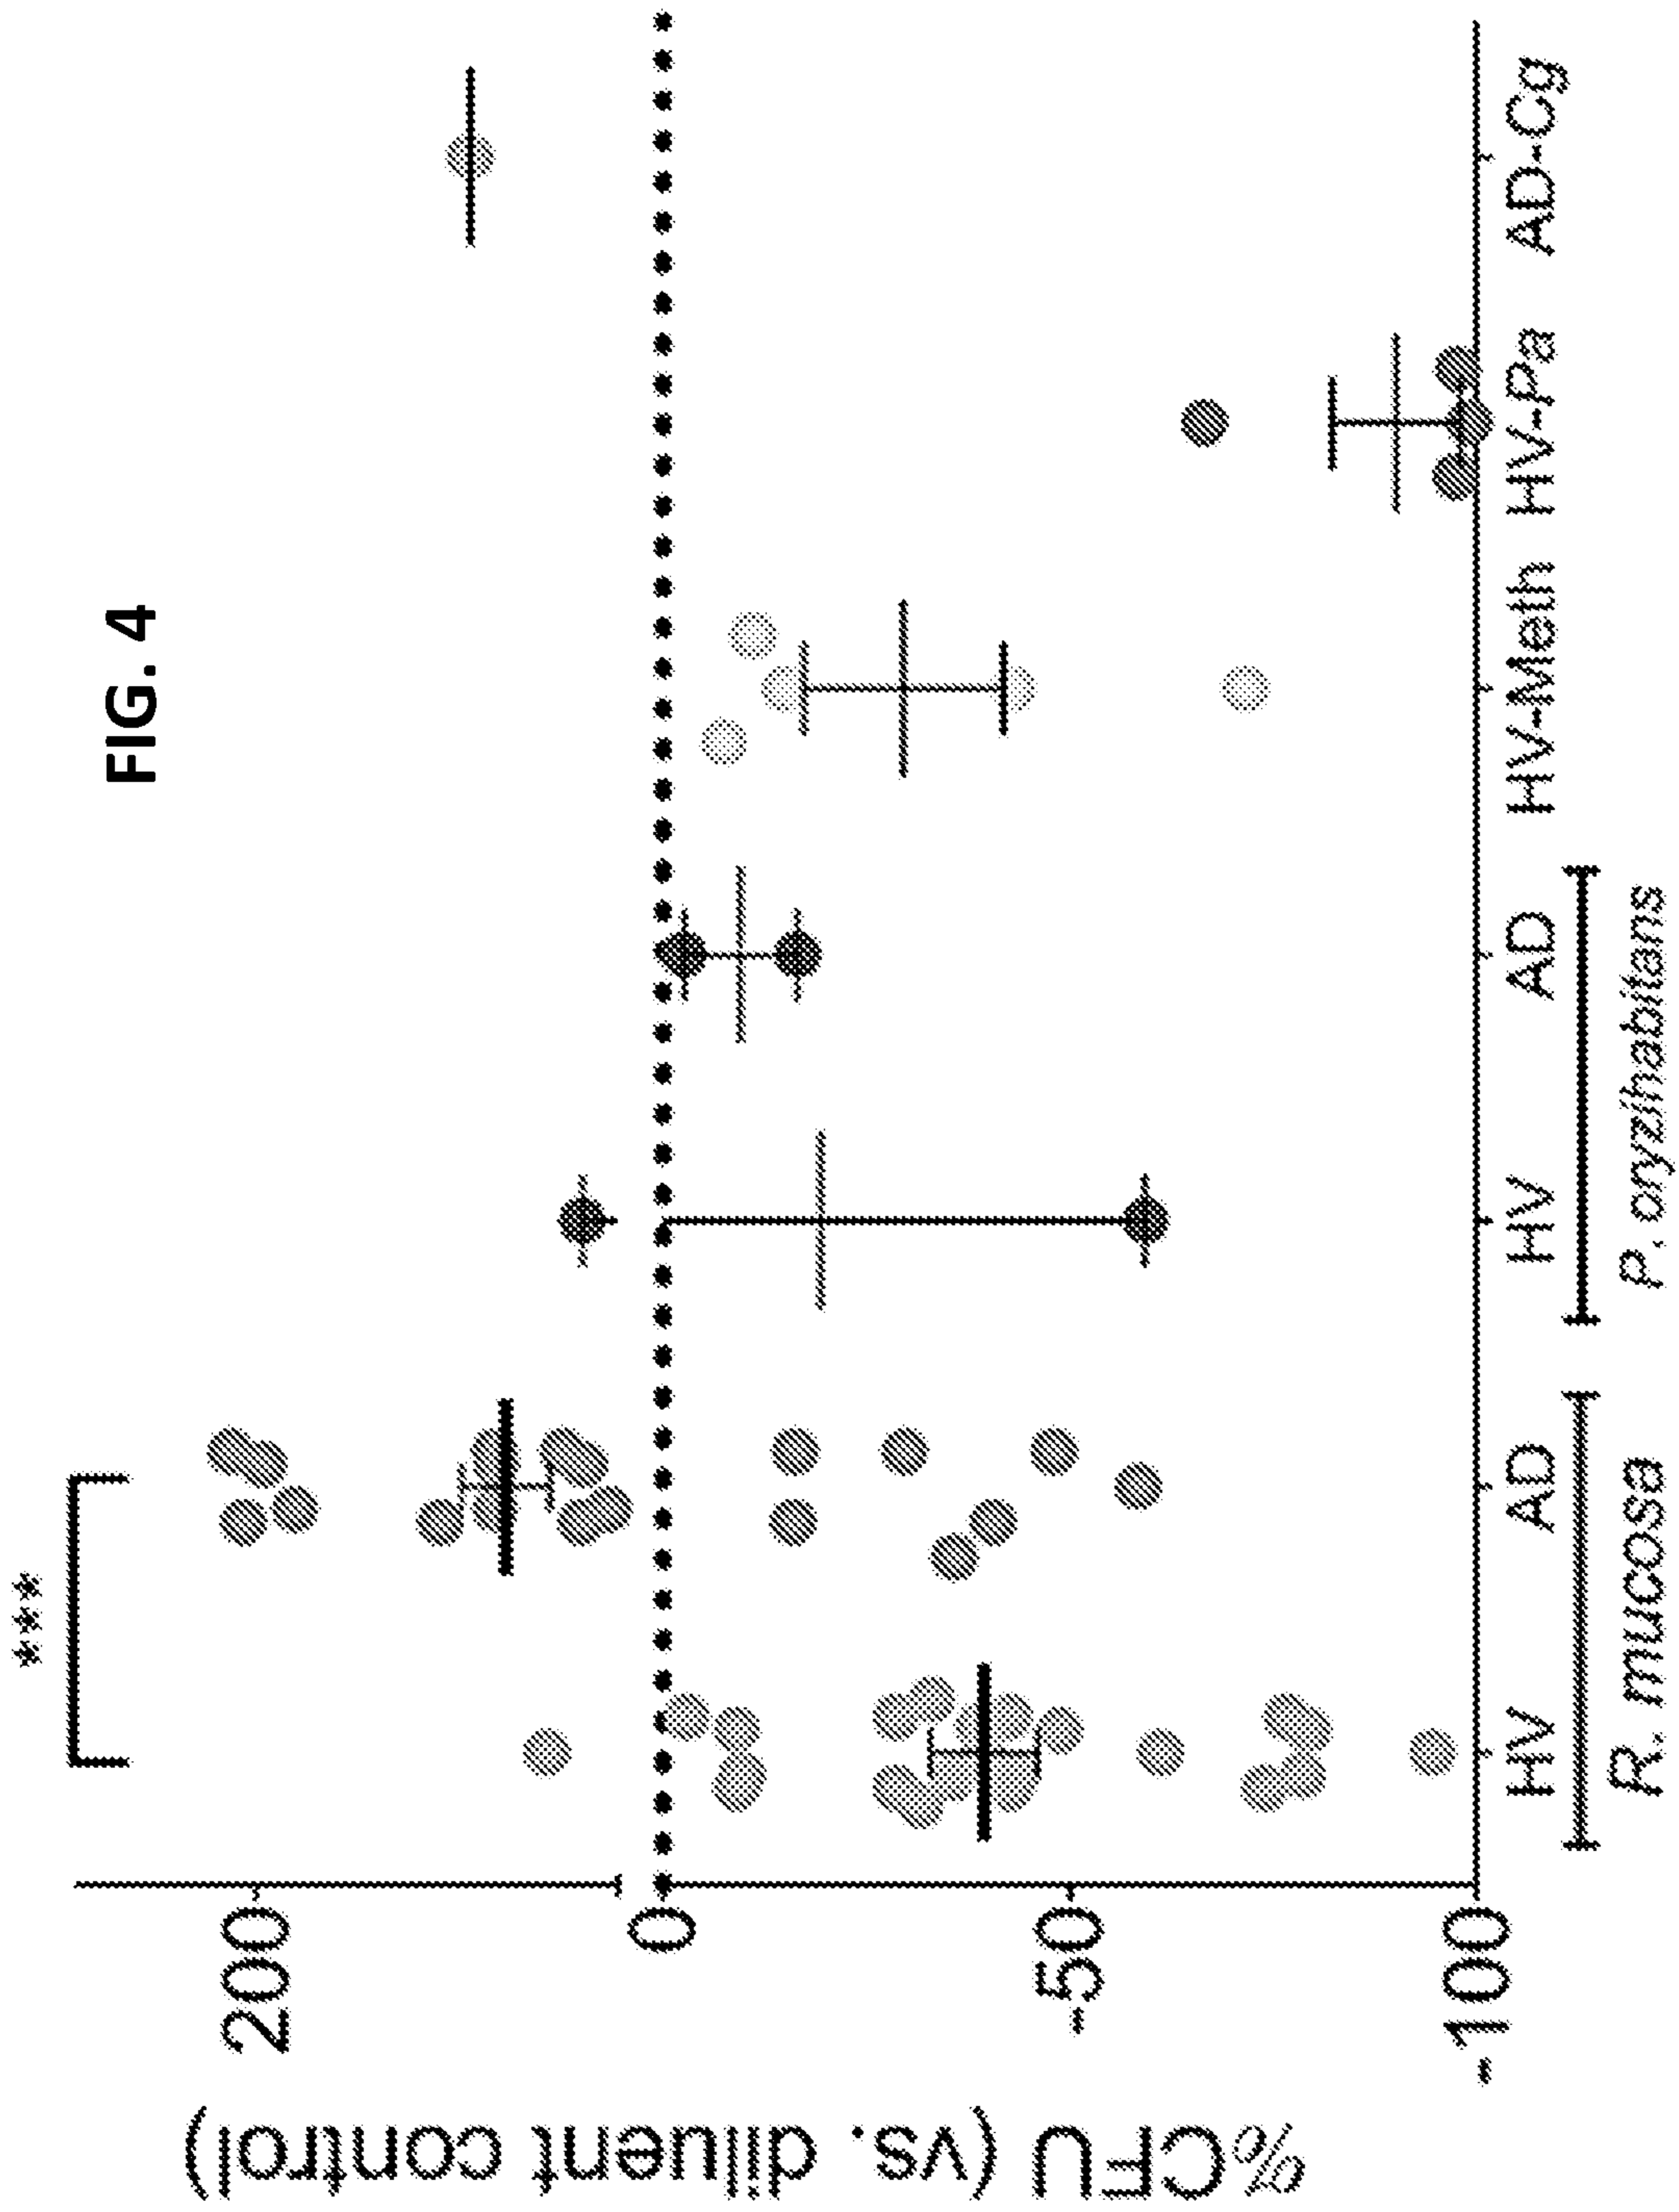 FIG. 4
***
%CFU (vs. diluent control)
200
0
-50
-100
HV AD HV AD HV-Meth HV-Pa AD-Cg
R. mucosa P. oryzihabitans